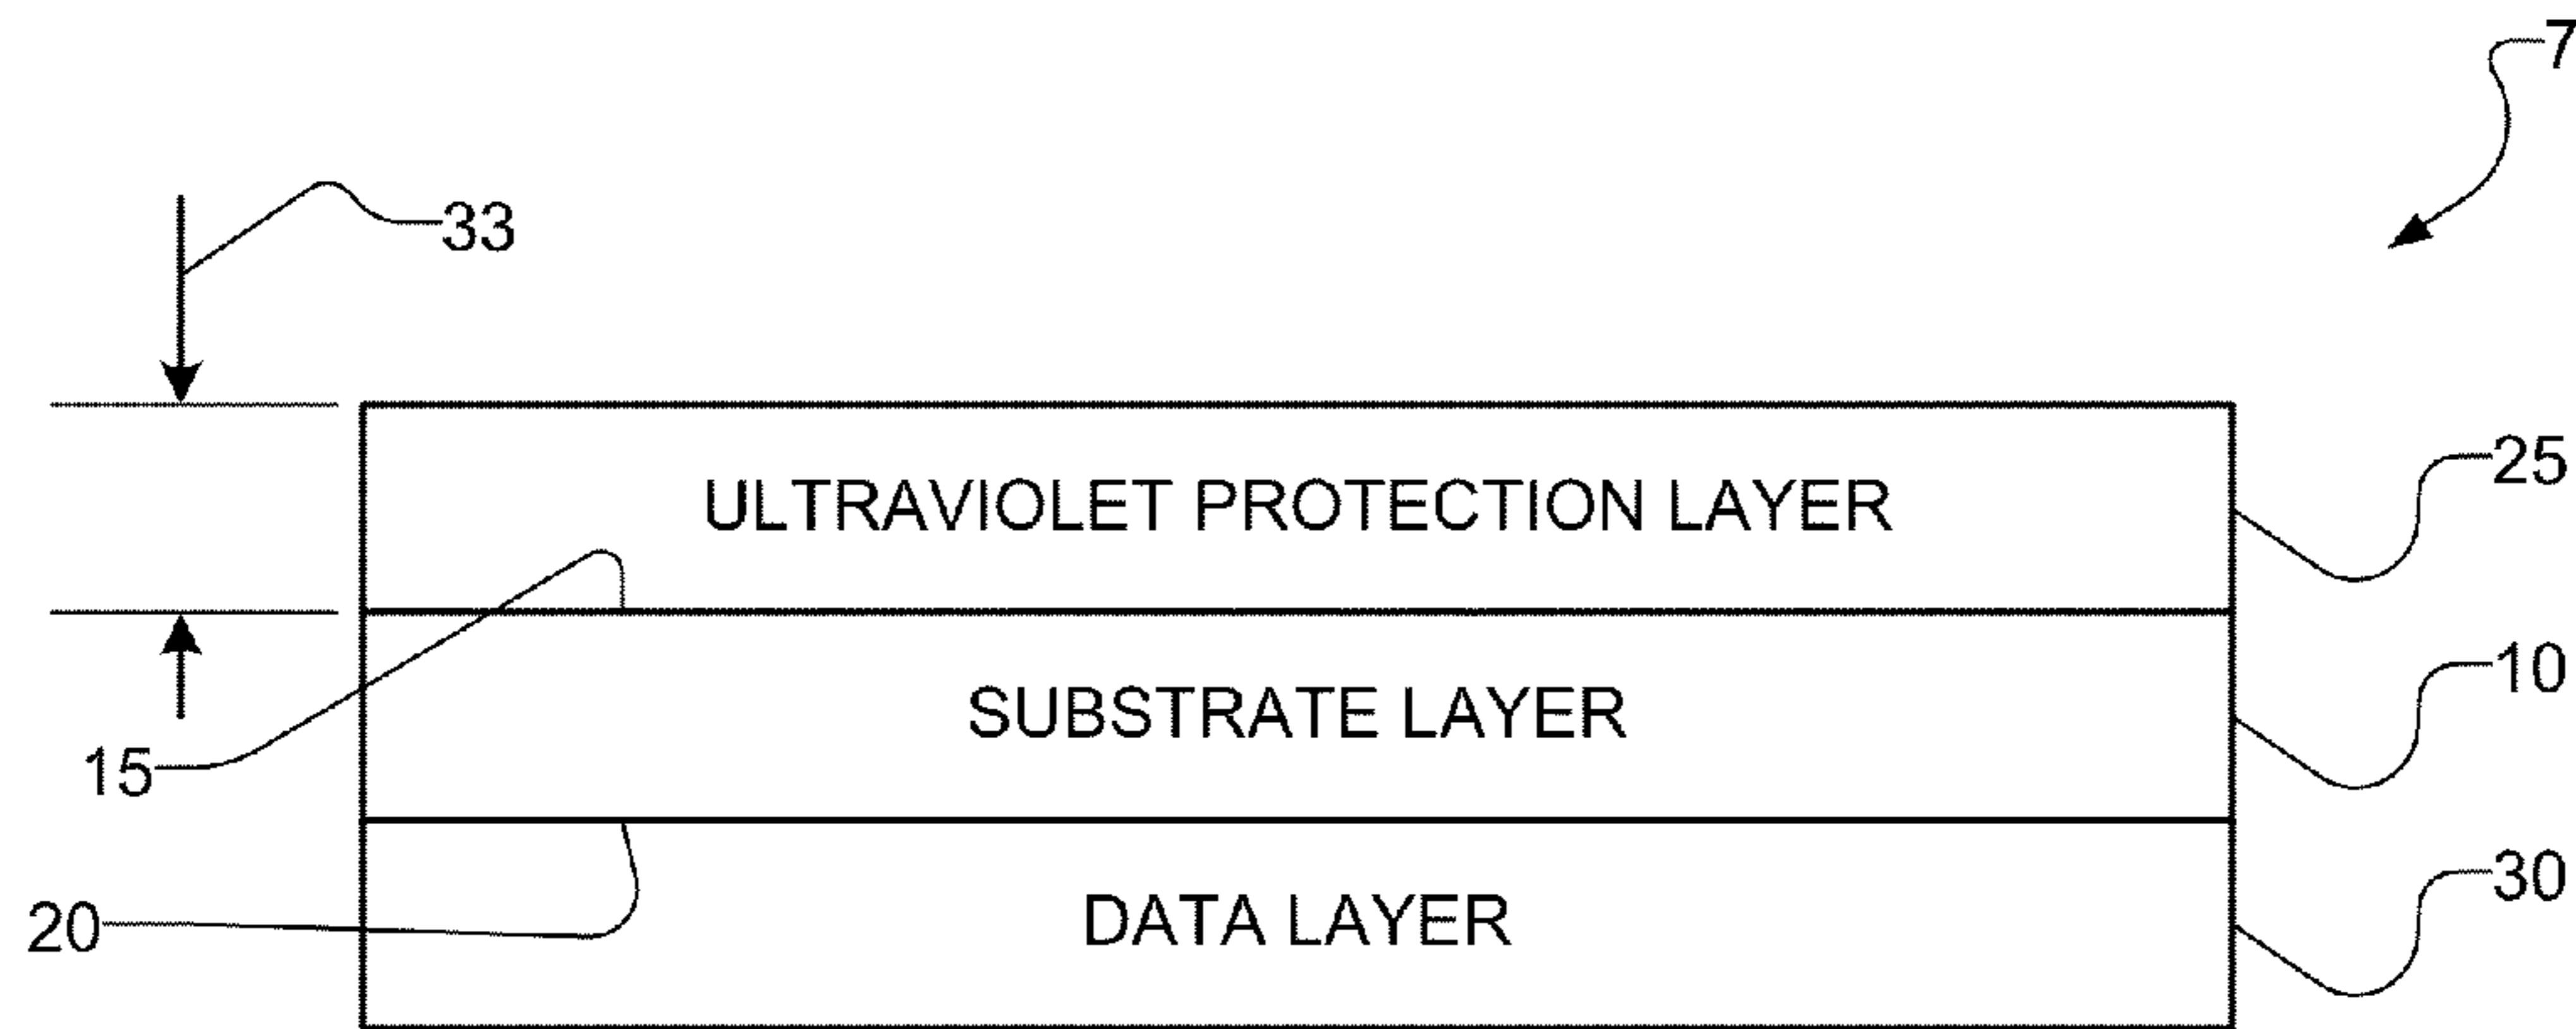 7
33
25
ULTRAVIOLET PROTECTION LAYER
10
SUBSTRATE LAYER
15
30
20
DATA LAYER